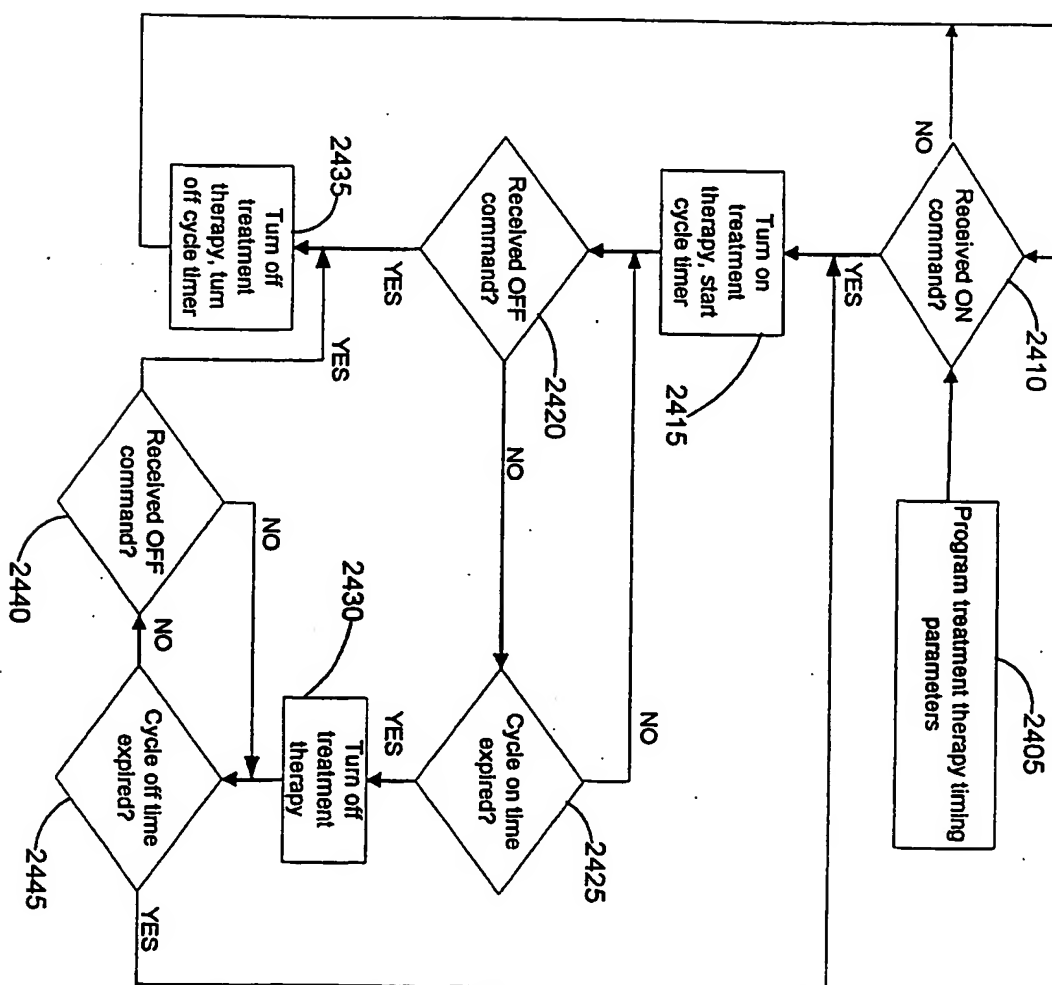 Program treatment therapy timing
parameters
2405
Received ON
command?
2410
NO
YES
Turn on
treatment
therapy, start
cycle timer
2415
Received OFF
command?
2420
YES
NO
Cycle on time
expired?
2425
NO
YES
Turn off
treatment
therapy
2430
Turn off
treatment
therapy, turn
off cycle timer
2435
YES
Received OFF
command?
2440
NO
NO
Cycle off time
expired?
2445
YES